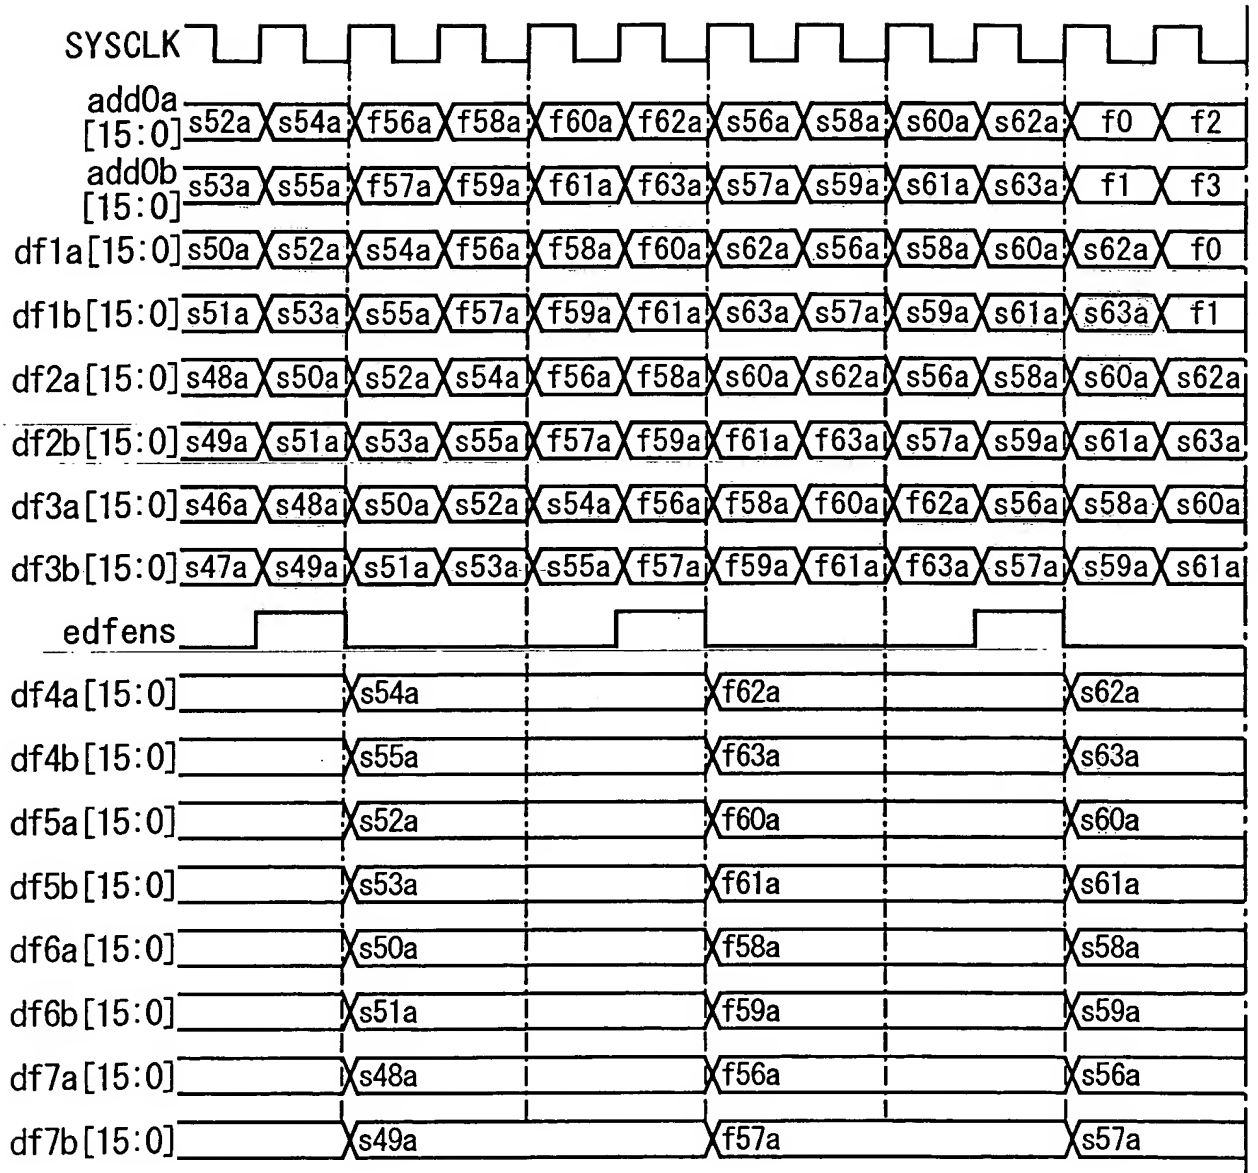 SYSCLK
add0a [15:0] s52a s54a f56a f58a f60a f62a s56a s58a s60a s62a f0 f2
add0b [15:0] s53a s55a f57a f59a f61a f63a s57a s59a s61a s63a f1 f3
df1a[15:0] s50a s52a s54a f56a f58a f60a s62a s56a s58a s60a s62a f0
df1b[15:0] s51a s53a s55a f57a f59a f61a s63a s57a s59a s61a s63a f1
df2a[15:0] s48a s50a s52a s54a f56a f58a s60a s62a s56a s58a s60a s62a
df2b[15:0] s49a s51a s53a s55a f57a f59a f61a f63a s57a s59a s61a s63a
df3a[15:0] s46a s48a s50a s52a s54a f56a f58a f60a f62a s56a s58a s60a
df3b[15:0] s47a s49a s51a s53a s55a f57a f59a f61a f63a s57a s59a s61a
edfens
df4a[15:0] s54a f62a s62a
df4b[15:0] s55a f63a s63a
df5a[15:0] s52a f60a s60a
df5b[15:0] s53a f61a s61a
df6a[15:0] s50a f58a s58a
df6b[15:0] s51a f59a s59a
df7a[15:0] s48a f56a s56a
df7b[15:0] s49a f57a s57a